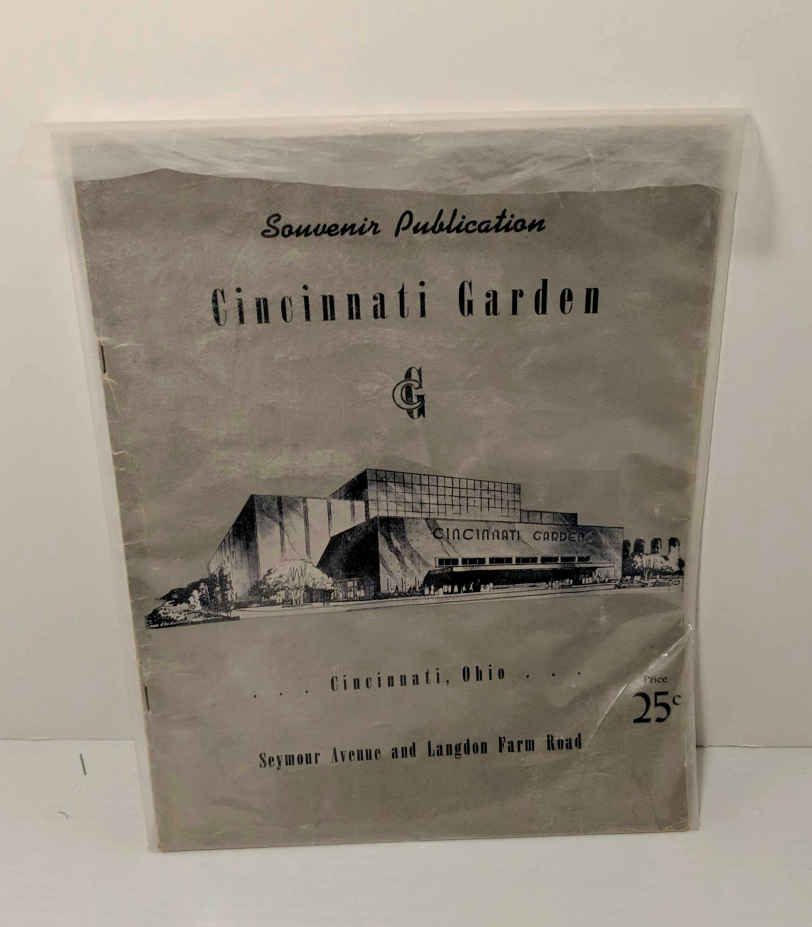 Souvenir Publication
Cincinnati Garden
CG
CINCINNATI GARDEN
. . . Cincinnati, Ohio . . .
Price
25c
Seymour Avenue and Langdon Farm Road